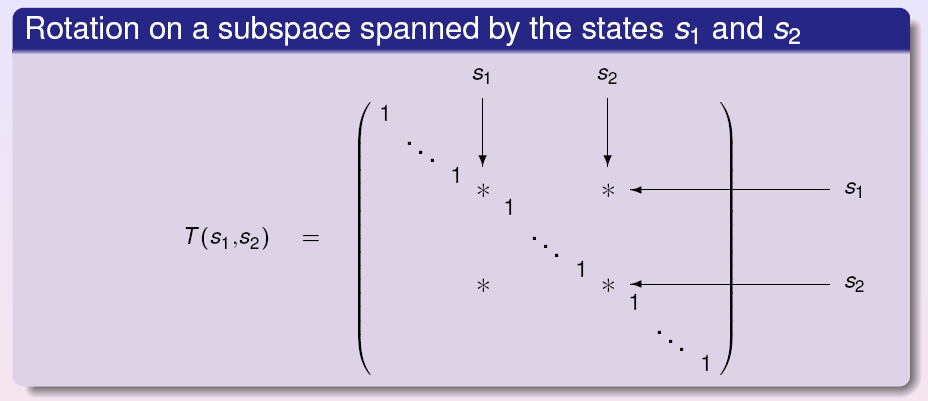 Rotation on a subspace spanned by the states s₁ and s₂
s₁ s₂
1
⋱
1
* * s₁
1
T(s₁,s₂) = ⋱
1
* * s₂
1
⋱
1